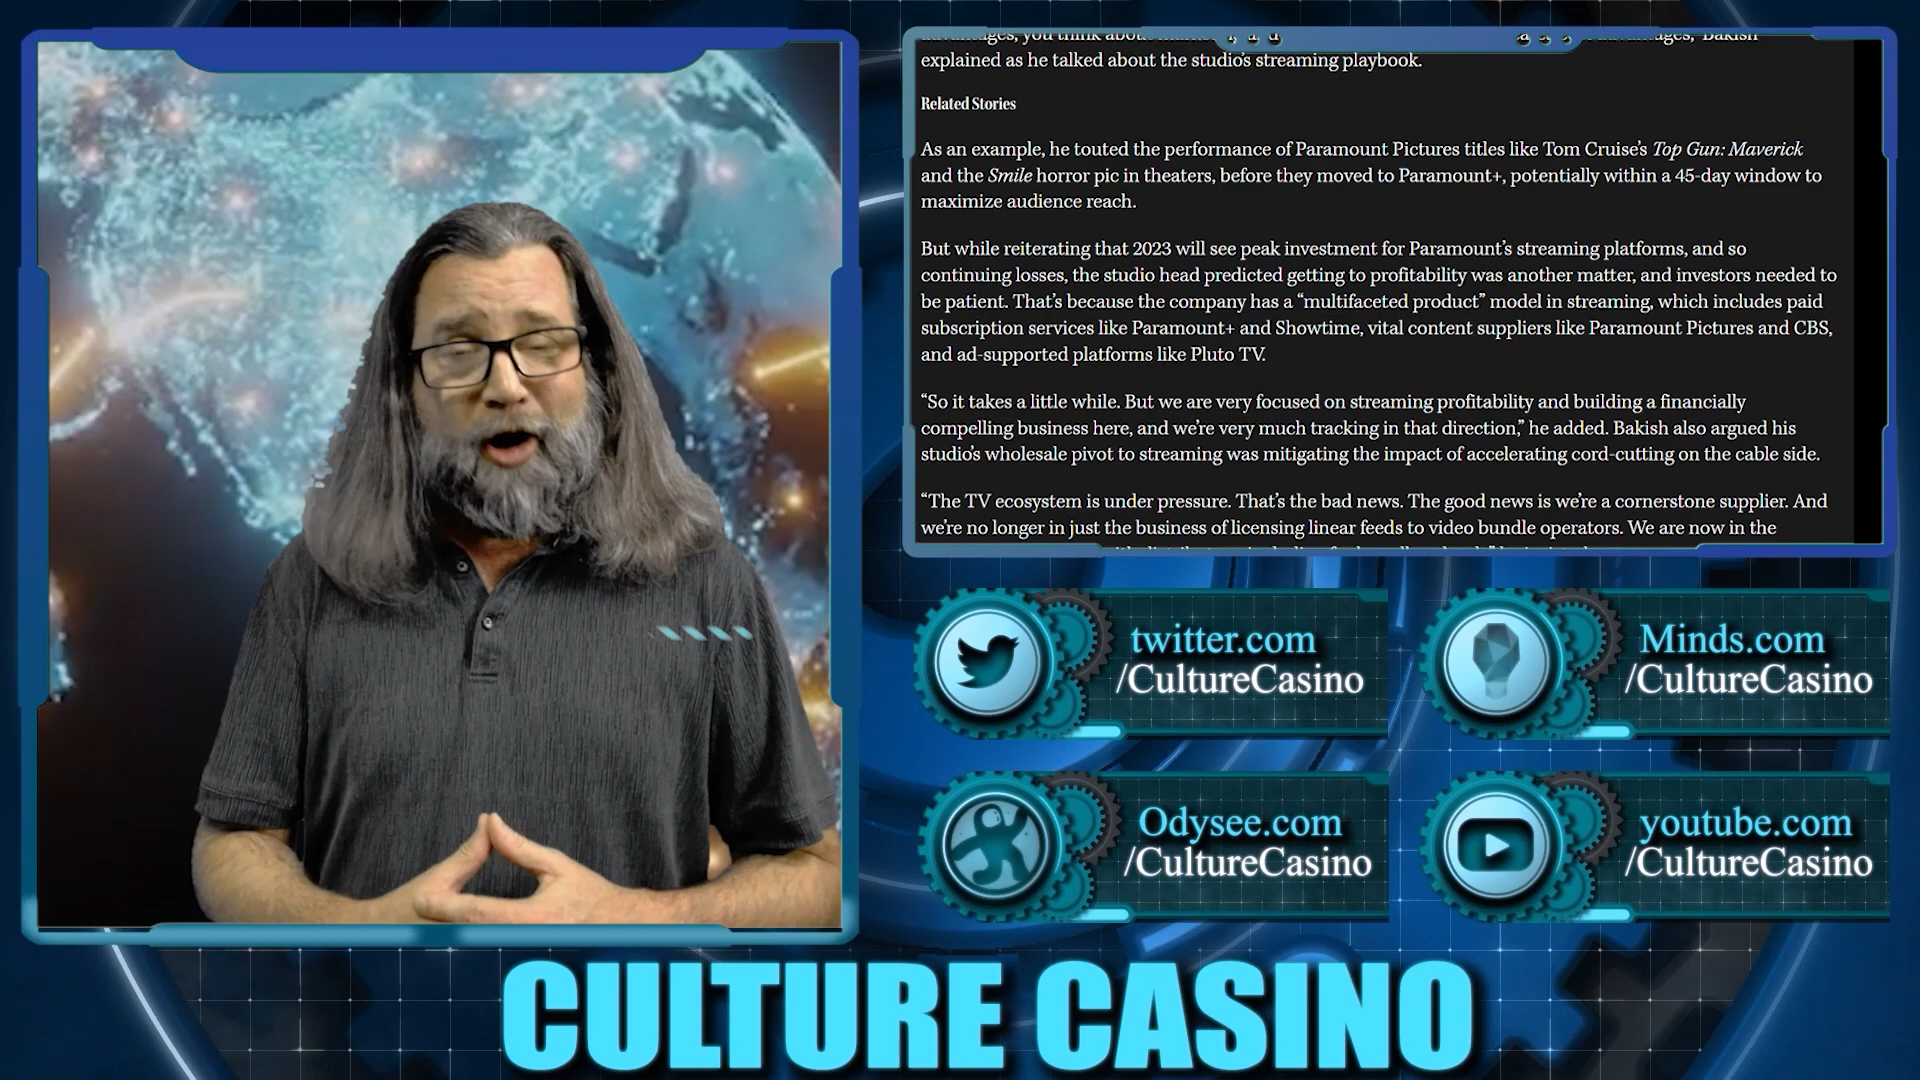 explained as he talked about the studio's streaming playbook.
Related Stories
As an example, he touted the performance of Paramount Pictures titles like Tom Cruise's Top Gun: Maverick
and the Smile horror pic in theaters, before they moved to Paramount+, potentially within a 45-day window to
maximize audience reach.
But while reiterating that 2023 will see peak investment for Paramount's streaming platforms, and so
continuing losses, the studio head predicted getting to profitability was another matter, and investors needed to
be patient. That's because the company has a “multifaceted product” model in streaming, which includes paid
subscription services like Paramount+ and Showtime, vital content suppliers like Paramount Pictures and CBS,
and ad-supported platforms like Pluto TV.
“So it takes a little while. But we are very focused on streaming profitability and building a financially
compelling business here, and we're very much tracking in that direction,” he added. Bakish also argued his
studio's wholesale pivot to streaming was mitigating the impact of accelerating cord-cutting on the cable side.
“The TV ecosystem is under pressure. That's the bad news. The good news is we're a cornerstone supplier. And
we're no longer in just the business of licensing linear feeds to video bundle operators. We are now in the
twitter.com
/CultureCasino
Minds.com
/CultureCasino
Odysee.com
/CultureCasino
youtube.com
/CultureCasino
CULTURE CASINO